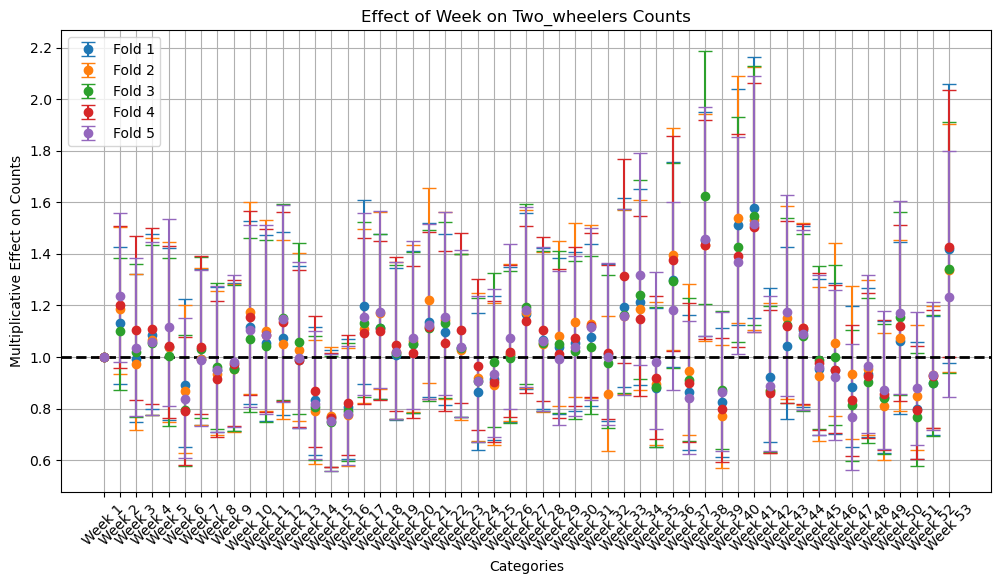 Effect of Week on Two_wheelers Counts
Multiplicative Effect on Counts
2.2
2.0
1.8
1.6
1.4
1.2
1.0
0.8
0.6
Fold 1
Fold 2
Fold 3
Fold 4
Fold 5
Week 1
Week 2
Week 3
Week 4
Week 5
Week 6
Week 7
Week 8
Week 9
Week 10
Week 11
Week 12
Week 13
Week 14
Week 15
Week 16
Week 17
Week 18
Week 19
Week 20
Week 21
Week 22
Week 23
Week 24
Week 25
Week 26
Week 27
Week 28
Week 29
Week 30
Week 31
Week 32
Week 33
Week 34
Week 35
Week 36
Week 37
Week 38
Week 39
Week 40
Week 41
Week 42
Week 43
Week 44
Week 45
Week 46
Week 47
Week 48
Week 49
Week 50
Week 51
Week 52
Week 53
Categories